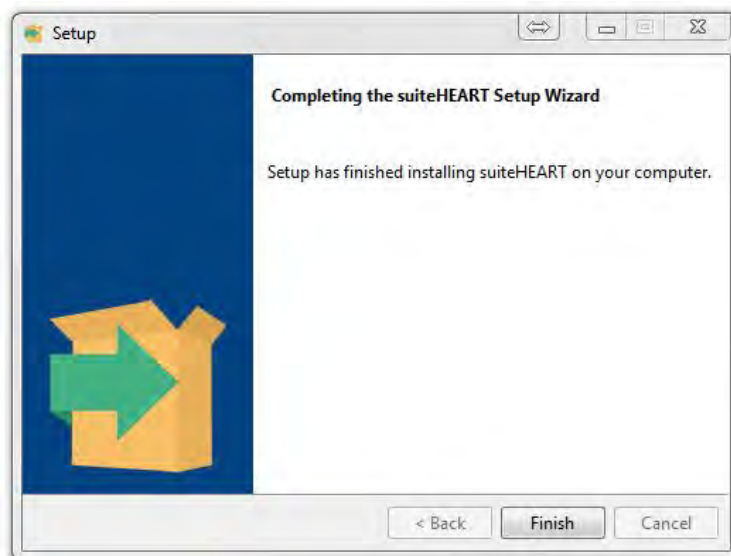 Setup
Completing the suiteHEART Setup Wizard
Setup has finished installing suiteHEART on your computer.
< Back
Finish
Cancel